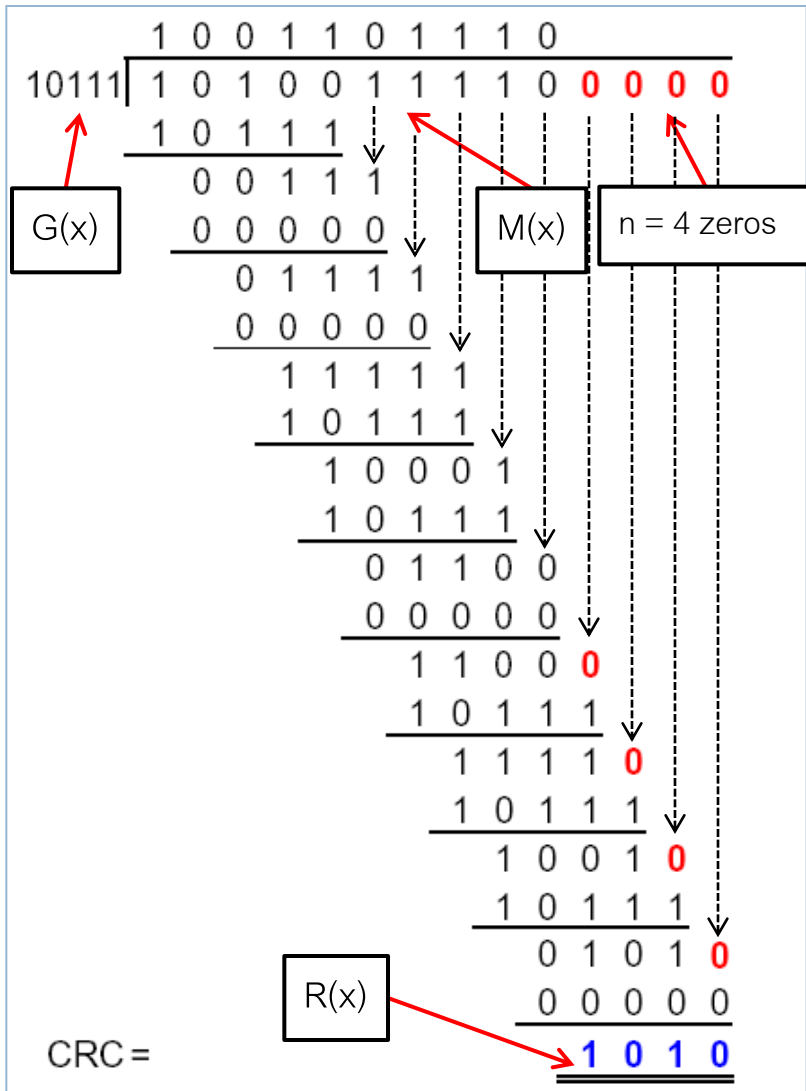 1 0 0 1 1 0 1 1 1 0
10111 1 0 1 0 0 1 1 1 1 0 0 0 0 0
1 0 1 1 1
0 0 1 1 1
G(x) M(x) n = 4 zeros
0 0 0 0 0
0 1 1 1 1
0 0 0 0 0
1 1 1 1 1
1 0 1 1 1
1 0 0 0 1
1 0 1 1 1
0 1 1 0 0
0 0 0 0 0
1 1 0 0 0
1 0 1 1 1
1 1 1 1 0
1 0 1 1 1
1 0 0 1 0
1 0 1 1 1
0 1 0 1 0
R(x)
0 0 0 0 0
CRC = 1 0 1 0